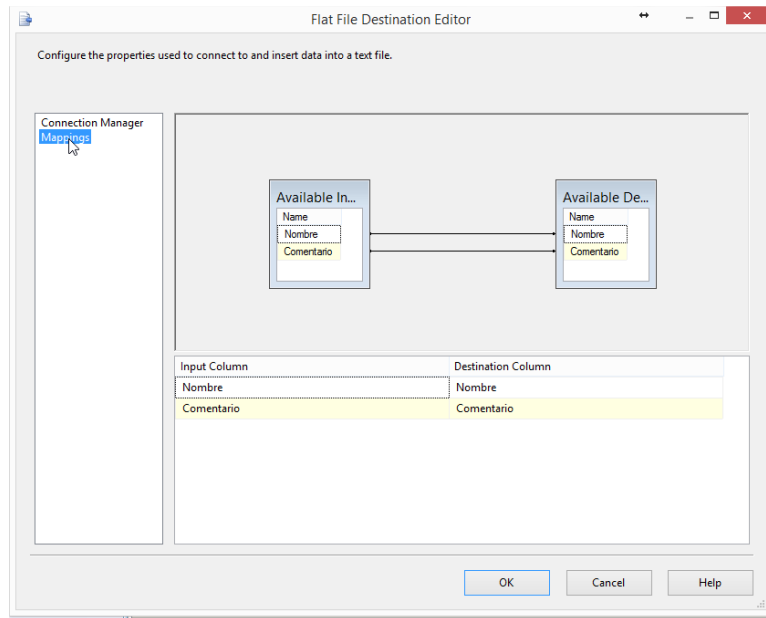 Flat File Destination Editor
Configure the properties used to connect to and insert data into a text file.
Connection Manager
Mappings
Available In...
Name
Nombre
Comentario
Available De...
Name
Nombre
Comentario
Input Column Destination Column
Nombre Nombre
Comentario Comentario
OK Cancel Help